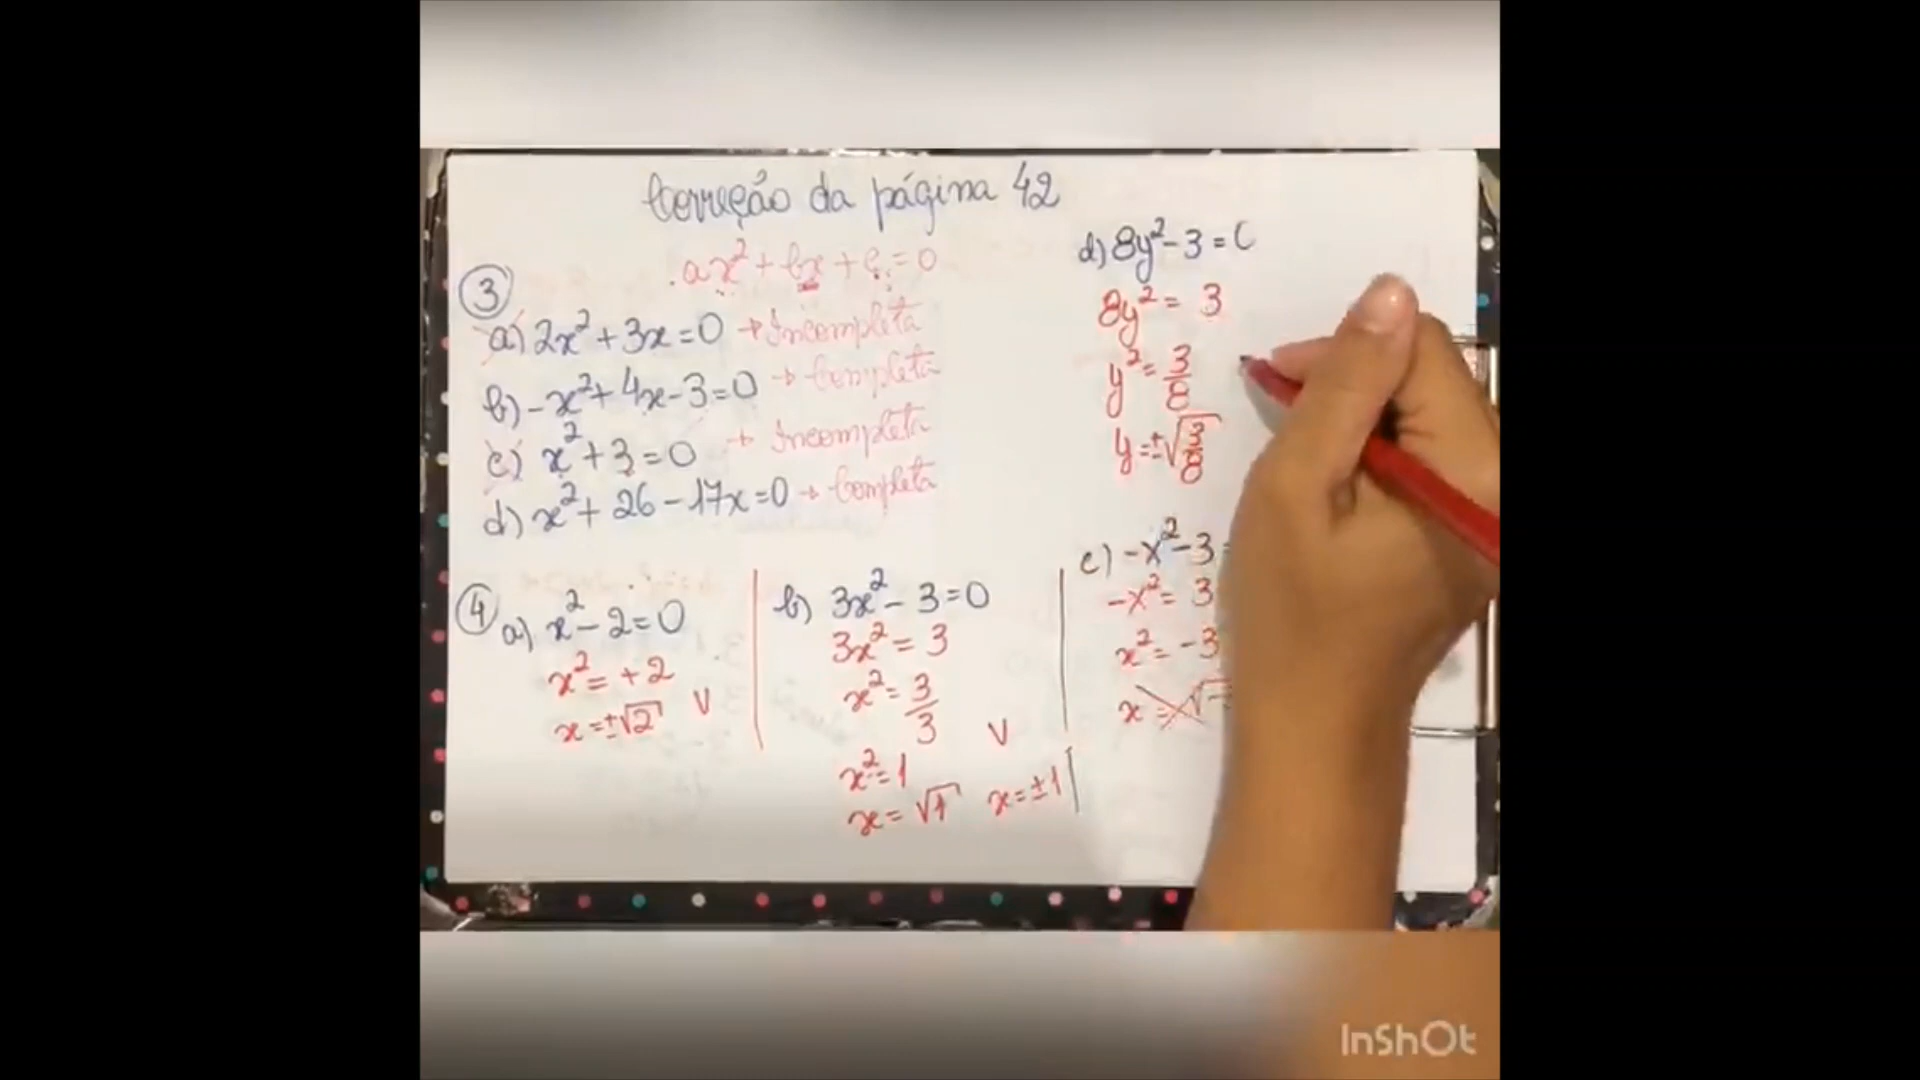 Correção da página 42
ax² + bx + c = 0
③
a) 2x² + 3x = 0 → Incompleta
b) -x² + 4x - 3 = 0 → Completa
c) x² + 3 = 0 → Incompleta
d) x² + 26 - 17x = 0 → Completa
④
a) x² - 2 = 0
x² = +2
x = ±√2 V
b) 3x² - 3 = 0
3x² = 3
x² = 3/3
V
x² = 1
x = √1 x = ±1
c) -x² - 3 =
-x² = 3
x² = -3
x = √-
d) 8y² - 3 = 0
8y² = 3
y² = 3/8
y = ±√3/8
InShOt